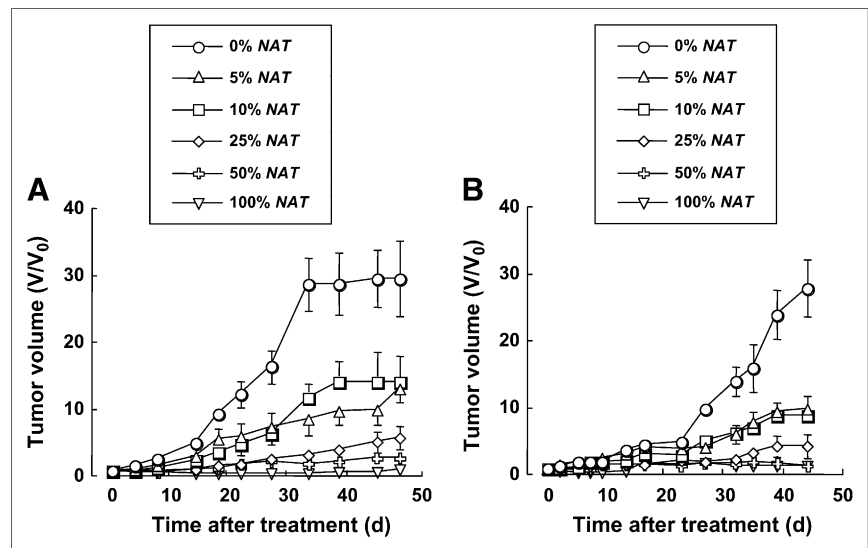 0% NAT
5% NAT
10% NAT
25% NAT
50% NAT
100% NAT
A
40
30
20
10
0
Tumor volume (V/V0)
0 10 20 30 40 50
Time after treatment (d)
0% NAT
5% NAT
10% NAT
25% NAT
50% NAT
100% NAT
B
40
30
20
10
0
Tumor volume (V/V0)
0 10 20 30 40 50
Time after treatment (d)